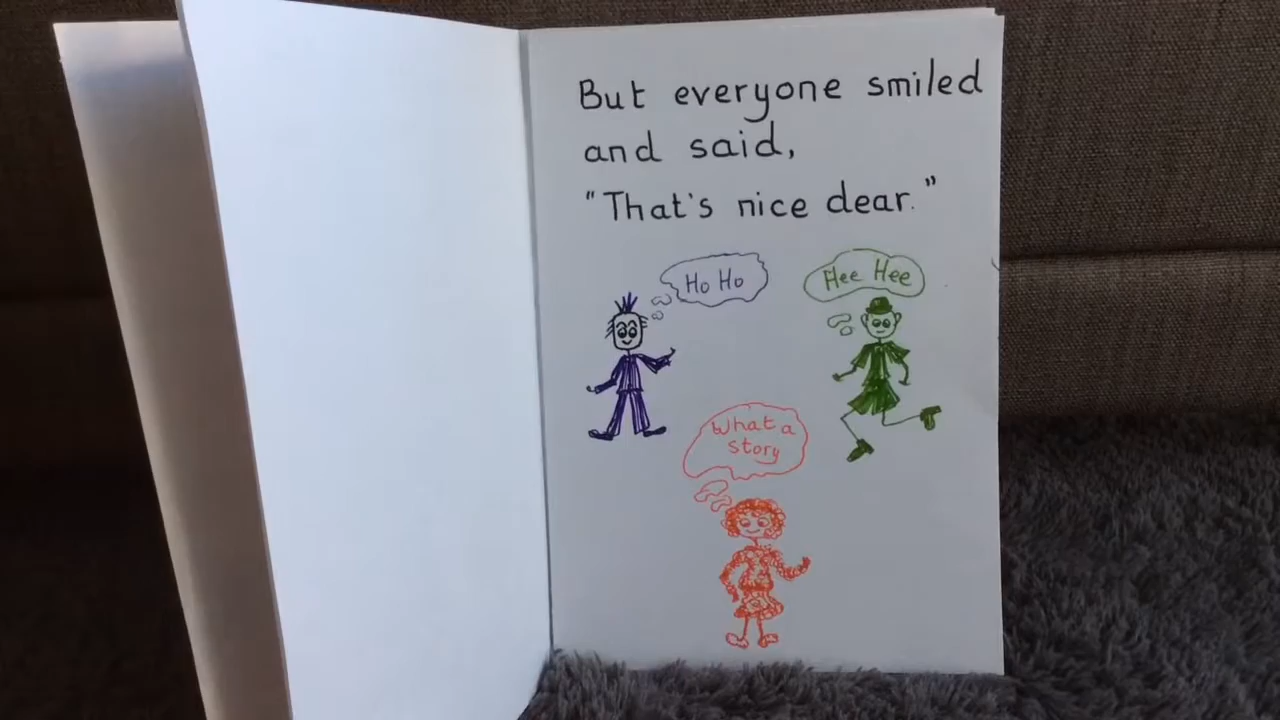 But everyone smiled
and said,
"That's nice dear."
Ho Ho
Hee Hee
What a
story